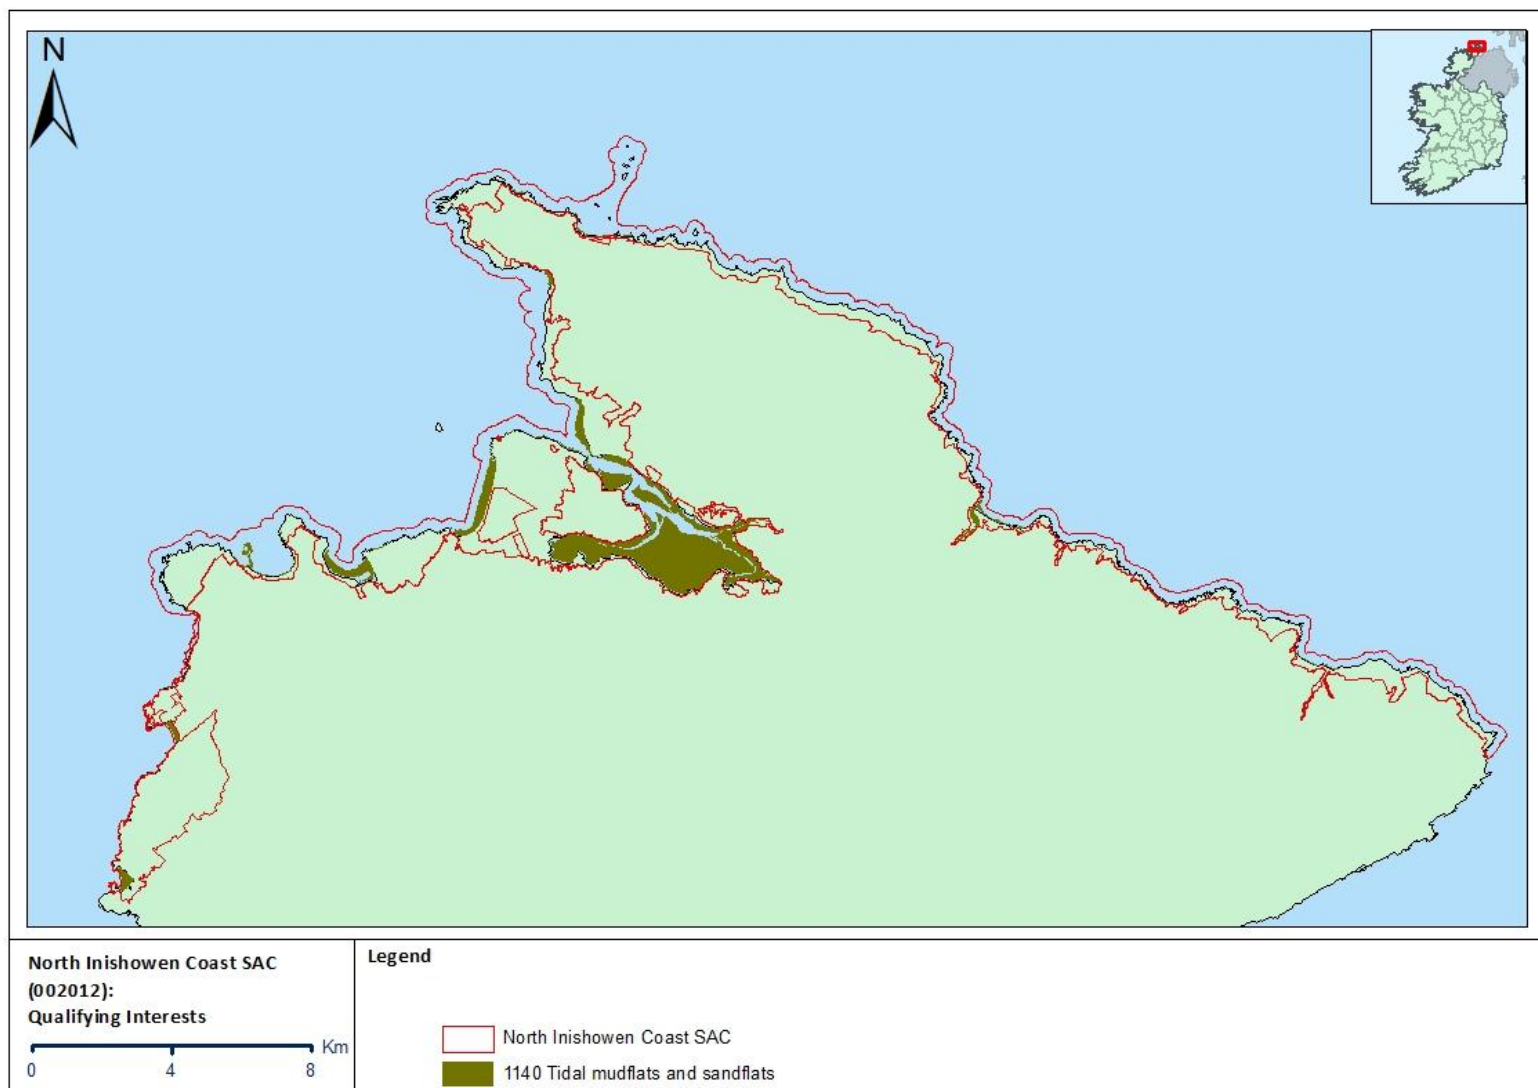 N
North Inishowen Coast SAC
(002012):
Qualifying Interests
Km
0 4 8
Legend
North Inishowen Coast SAC
1140 Tidal mudflats and sandflats